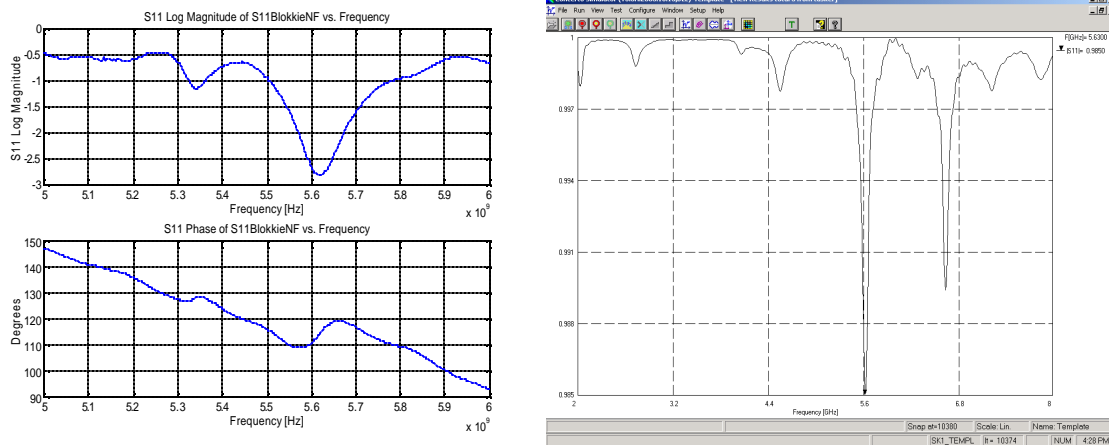 S11 Log Magnitude of S11BlokkieNF vs. Frequency
S11 Log Magnitude
0
-0.5
-1
-1.5
-2
-2.5
-3
5 5.1 5.2 5.3 5.4 5.5 5.6 5.7 5.8 5.9 6
Frequency [Hz]
x 10^9
S11 Phase of S11BlokkieNF vs. Frequency
Degrees
150
140
130
120
110
100
90
5 5.1 5.2 5.3 5.4 5.5 5.6 5.7 5.8 5.9 6
Frequency [Hz]
x 10^9
File Run View Test Configure Window Setup Help
F[GHz]= 5.6300
|S11|= 0.9850
1
0.997
0.994
0.991
0.988
0.985
2 3.2 4.4 5.6 6.8 8
Frequency [GHz]
Snap at=10380 Scale: Lin. Name: Template
SK1_TEMPL It = 10374 NUM 4:28 PM